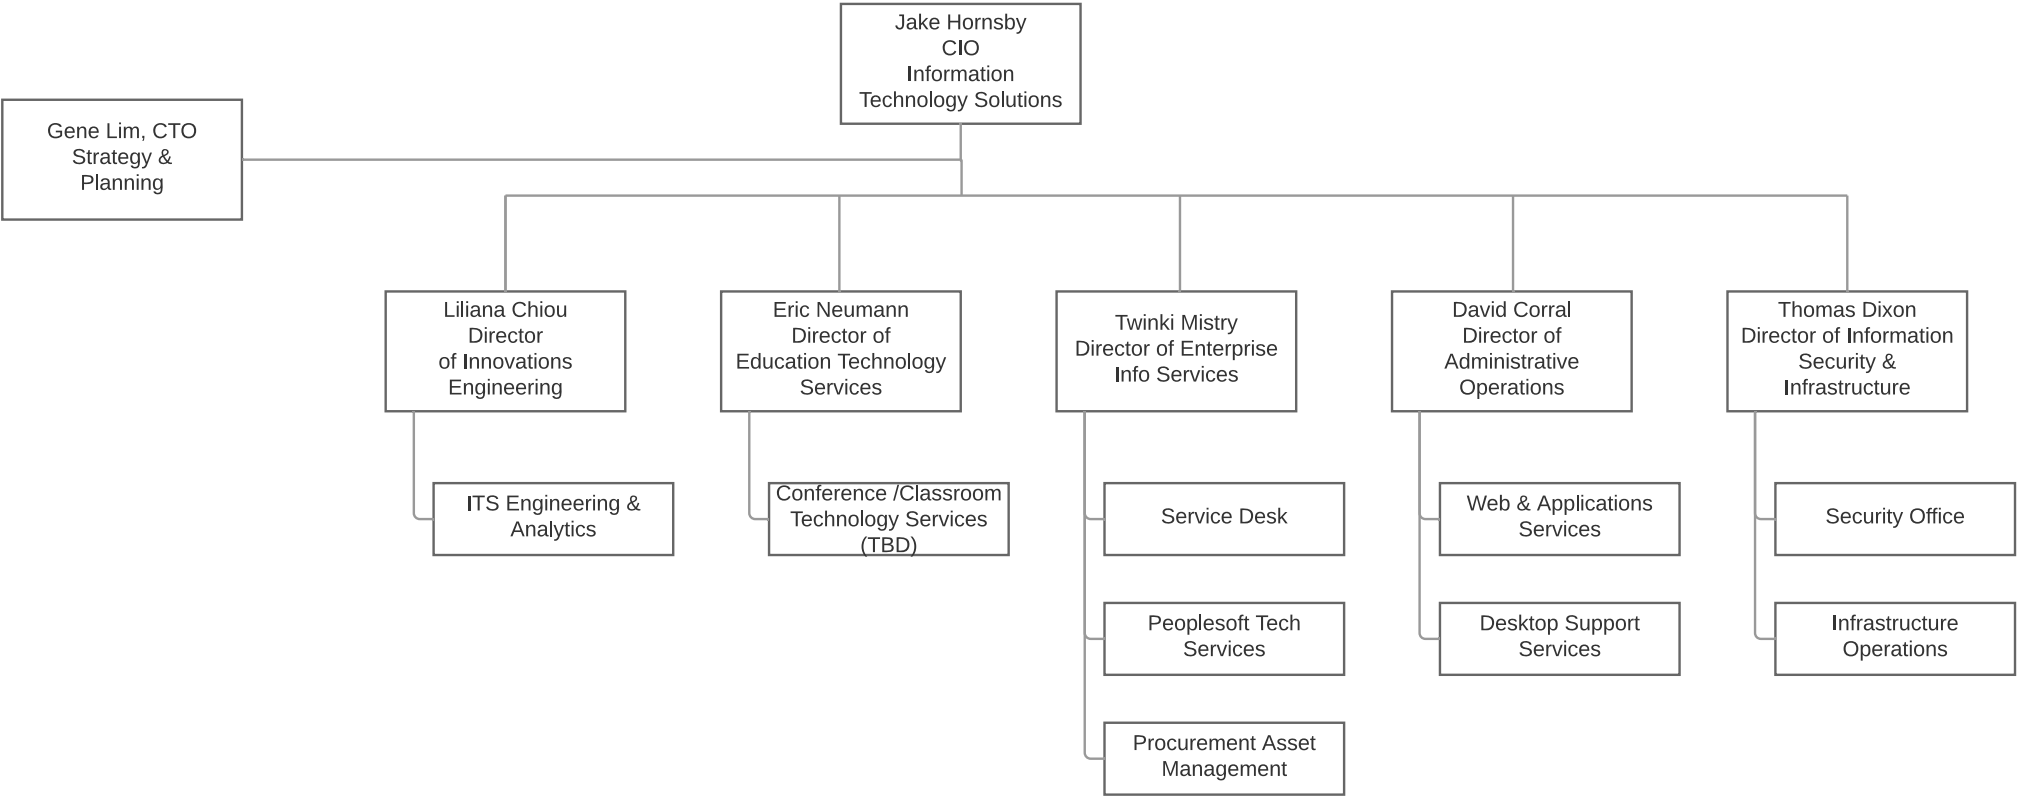 Jake Hornsby
CIO
Information
Technology Solutions
Gene Lim, CTO
Strategy &
Planning
Liliana Chiou
Director
of Innovations
Engineering
Eric Neumann
Director of
Education Technology
Services
Twinki Mistry
Director of Enterprise
Info Services
David Corral
Director of
Administrative
Operations
Thomas Dixon
Director of Information
Security &
Infrastructure
ITS Engineering &
Analytics
Conference /Classroom
Technology Services
(TBD)
Service Desk
Web & Applications
Services
Security Office
Peoplesoft Tech
Services
Desktop Support
Services
Infrastructure
Operations
Procurement Asset
Management